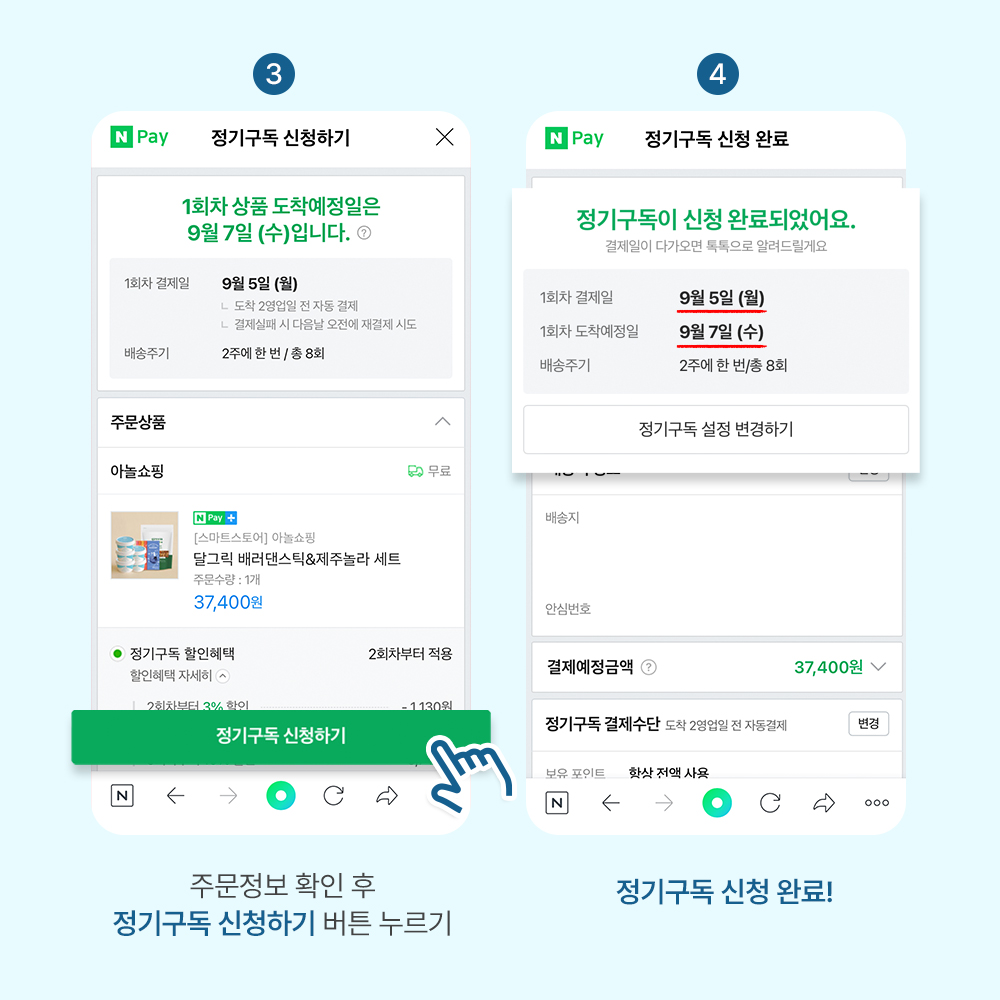 3
N Pay
정기구독 신청하기
1회차 상품 도착예정일은
9월 7일 (수)입니다. ?
1회차 결제일 9월 5일 (월)
ㄴ 도착 2영업일 전 자동 결제
ㄴ 결제실패 시 다음날 오전에 재결제 시도
배송주기 2주에 한 번 / 총 8회
주문상품
아놀쇼핑 무료
N Pay +
[스마트스토어] 아놀쇼핑
달그릭 배러댄스틱&제주놀라 세트
주문수량 : 1개
37,400원
정기구독 할인혜택 2회차부터 적용
할인혜택 자세히
2회차부터 3% 할인 - 1,130원
정기구독 신청하기
N
주문정보 확인 후
정기구독 신청하기 버튼 누르기
4
N Pay
정기구독 신청 완료
정기구독이 신청 완료되었어요.
결제일이 다가오면 톡톡으로 알려드릴게요
1회차 결제일 9월 5일 (월)
1회차 도착예정일 9월 7일 (수)
배송주기 2주에 한 번/총 8회
정기구독 설정 변경하기
배송지
안심번호
결제예정금액 ? 37,400원
정기구독 결제수단 도착 2영업일 전 자동결제 변경
보유 포인트 항상 전액 사용
N
정기구독 신청 완료!